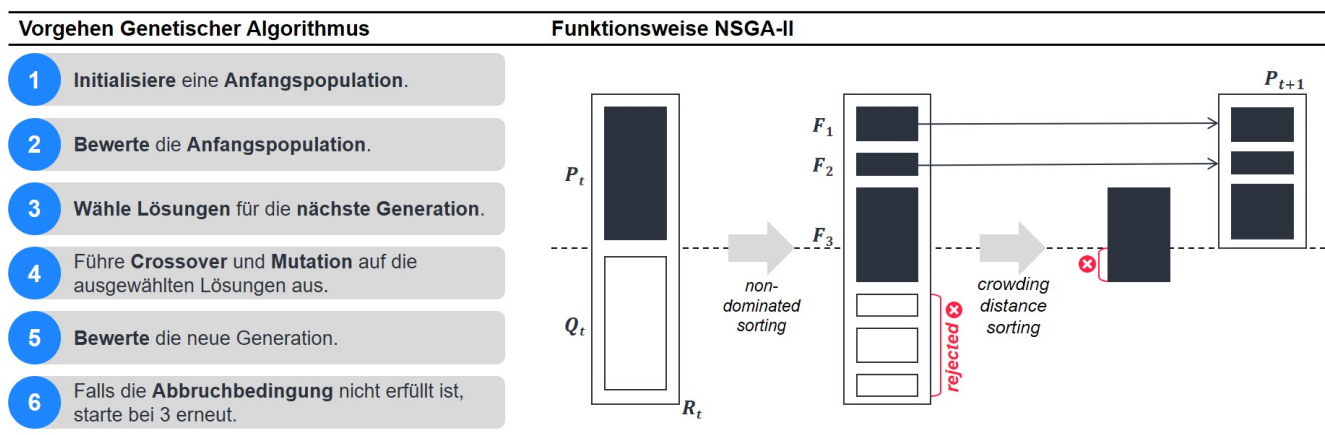 Vorgehen Genetischer Algorithmus
1
Initialisiere eine Anfangspopulation.
2
Bewerte die Anfangspopulation.
3
Wähle Lösungen für die nächste Generation.
4
Führe Crossover und Mutation auf die
ausgewählten Lösungen aus.
5
Bewerte die neue Generation.
6
Falls die Abbruchbedingung nicht erfüllt ist,
starte bei 3 erneut.
Funktionsweise NSGA-II
P_t
Q_t
R_t
non-
dominated
sorting
F_1
F_2
F_3
rejected
crowding
distance
sorting
P_{t+1}